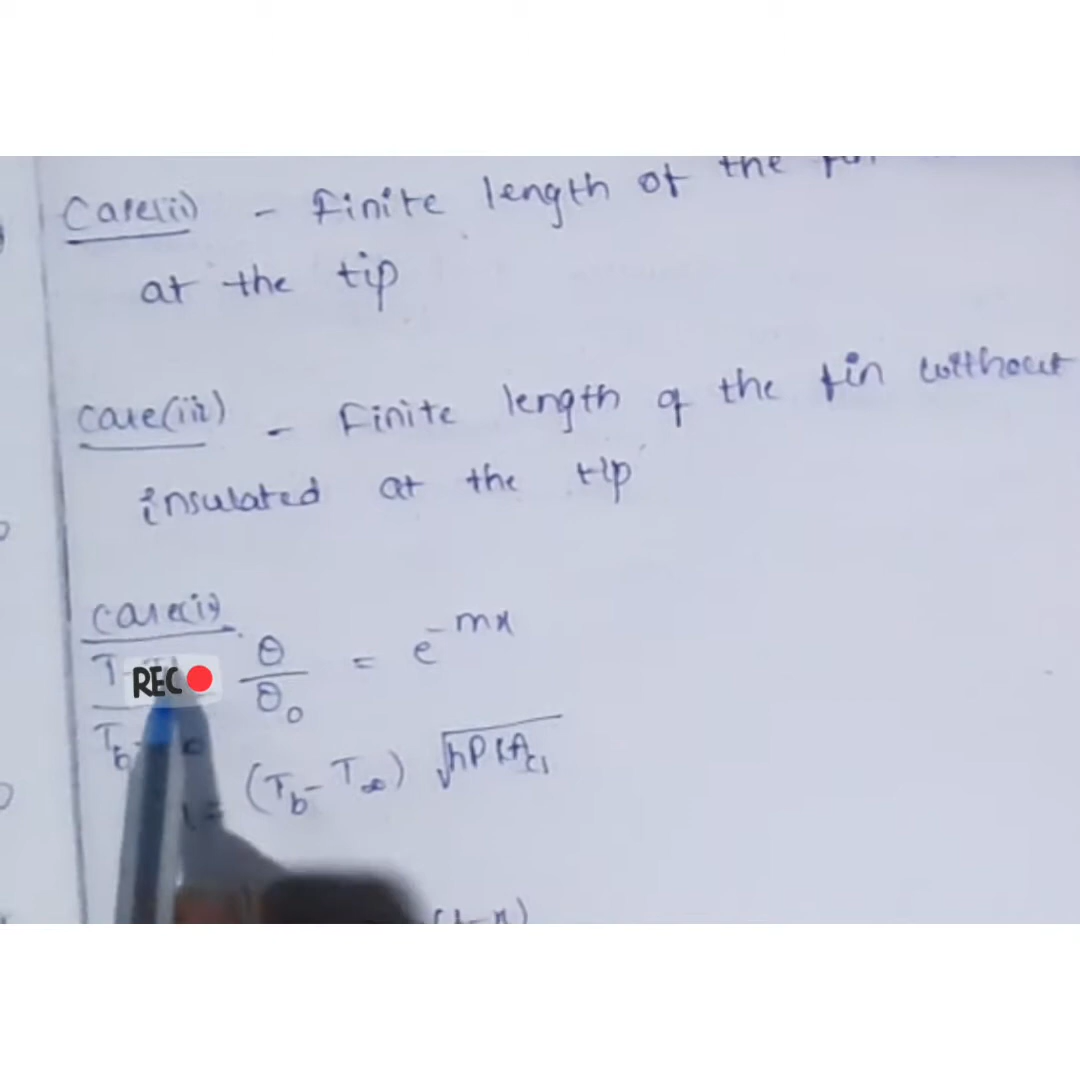 Case(ii) - Finite length of the
at the tip
Case(iii) - Finite length of the fin without
insulated at the tip
Case(i)
θ/θ₀ = e^-mx
(T_b - T_∞) √hPKA_c